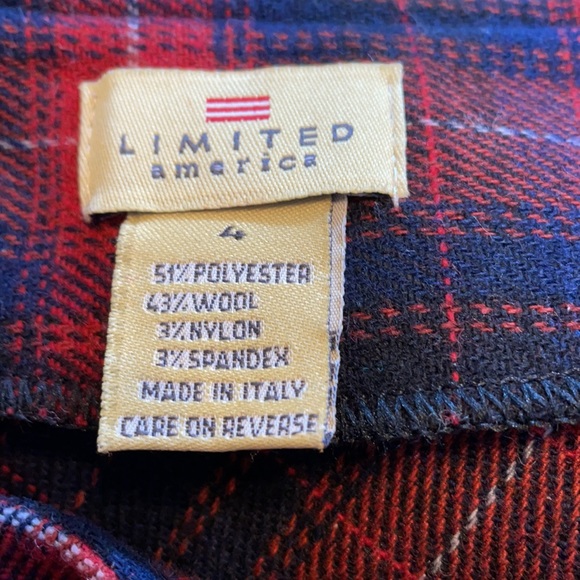 LIMITED
america
4
51% POLYESTER
43% WOOL
3% NYLON
3% SPANDEX
MADE IN ITALY
CARE ON REVERSE